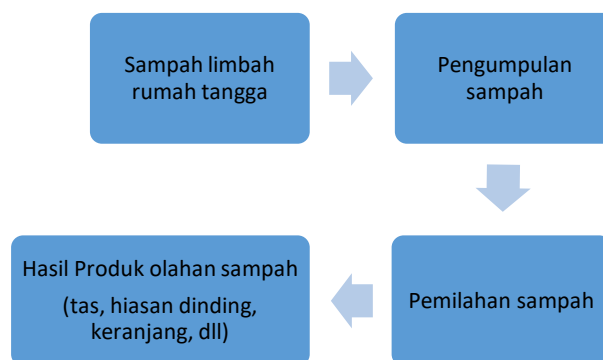 Sampah limbah
rumah tangga
Pengumpulan
sampah
Pemilahan sampah
Hasil Produk olahan sampah
(tas, hiasan dinding,
keranjang, dll)